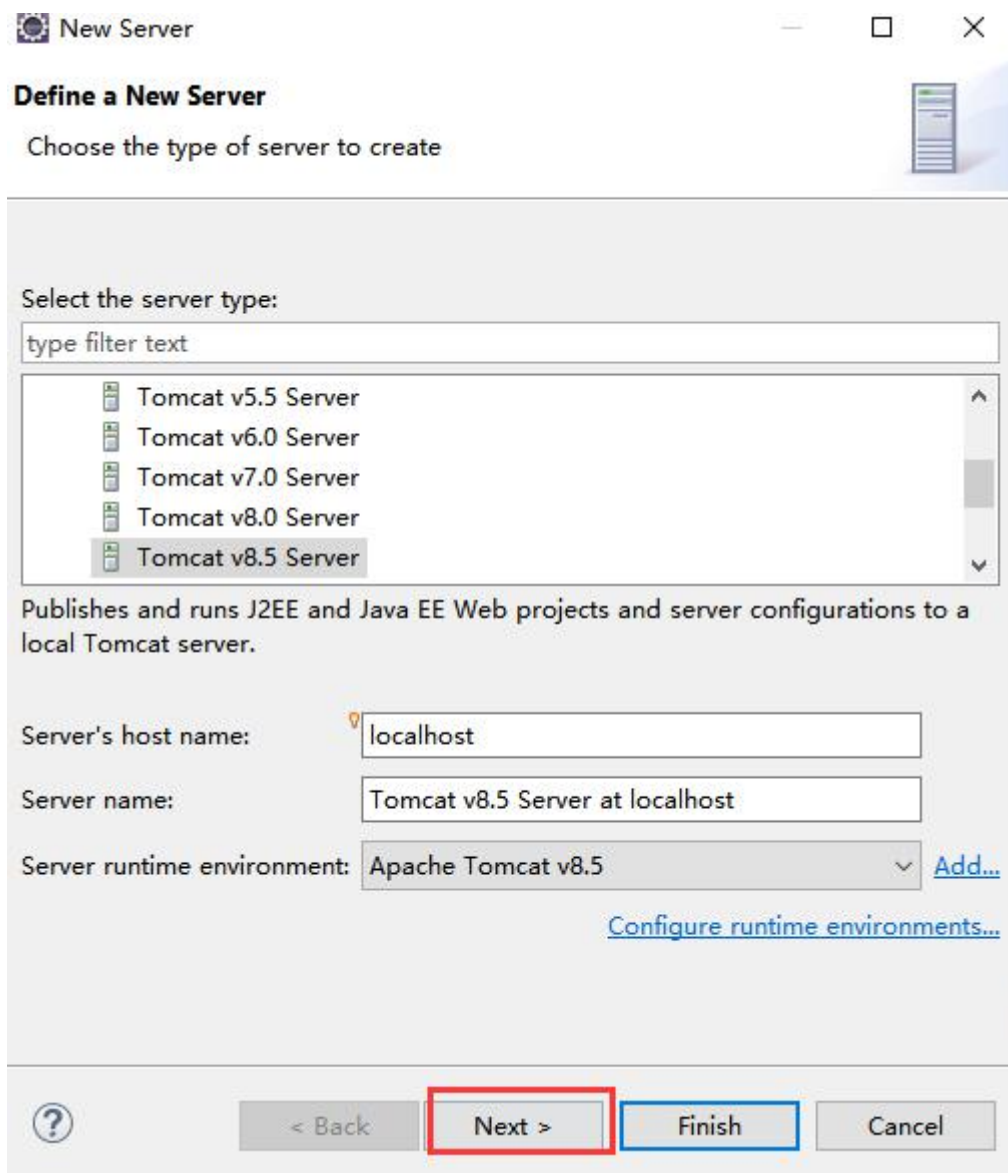 New Server
Define a New Server
Choose the type of server to create
Select the server type:
type filter text
Tomcat v5.5 Server
Tomcat v6.0 Server
Tomcat v7.0 Server
Tomcat v8.0 Server
Tomcat v8.5 Server
Publishes and runs J2EE and Java EE Web projects and server configurations to a
local Tomcat server.
Server's host name: localhost
Server name: Tomcat v8.5 Server at localhost
Server runtime environment: Apache Tomcat v8.5 Add...
Configure runtime environments...
? < Back Next > Finish Cancel